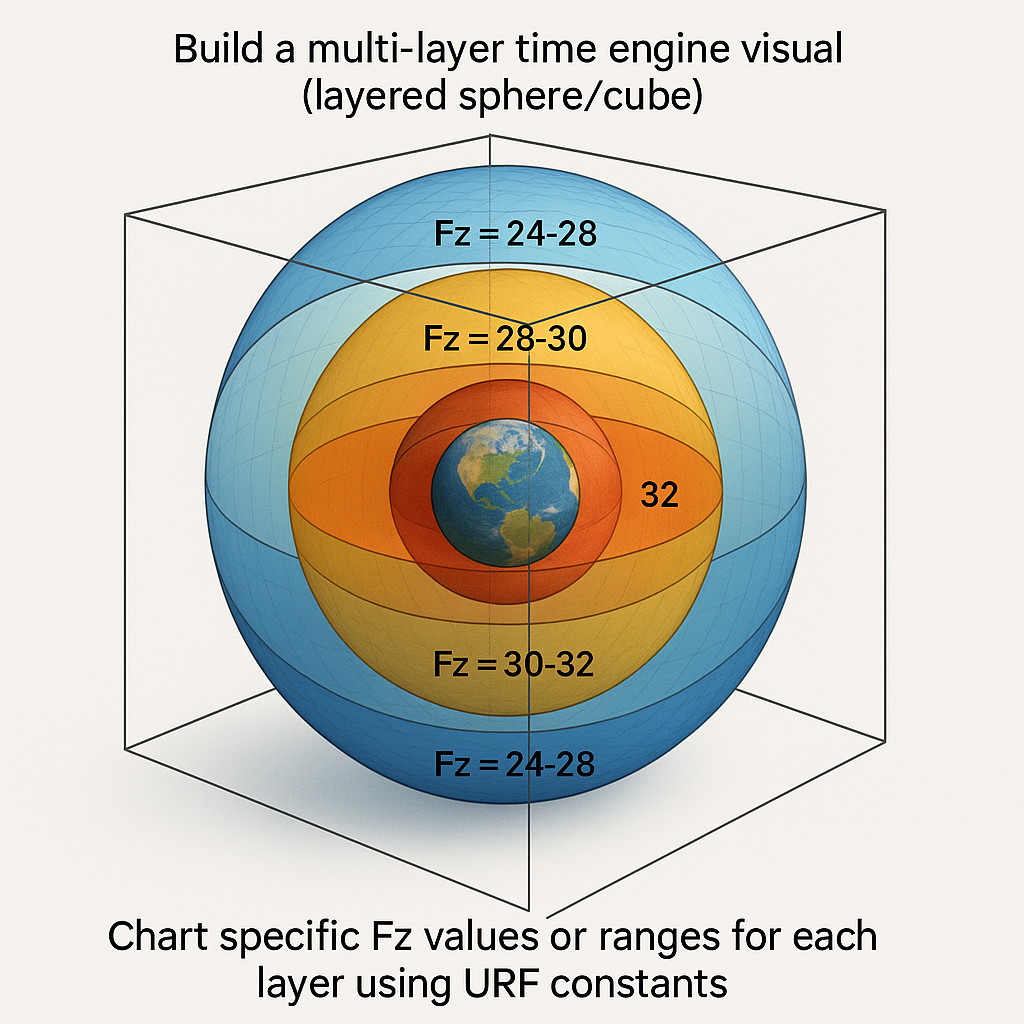 Build a multi-layer time engine visual
(layered sphere/cube)
Fz = 24-28
Fz = 28-30
32
Fz = 30-32
Fz = 24-28
Chart specific Fz values or ranges for each
layer using URF constants